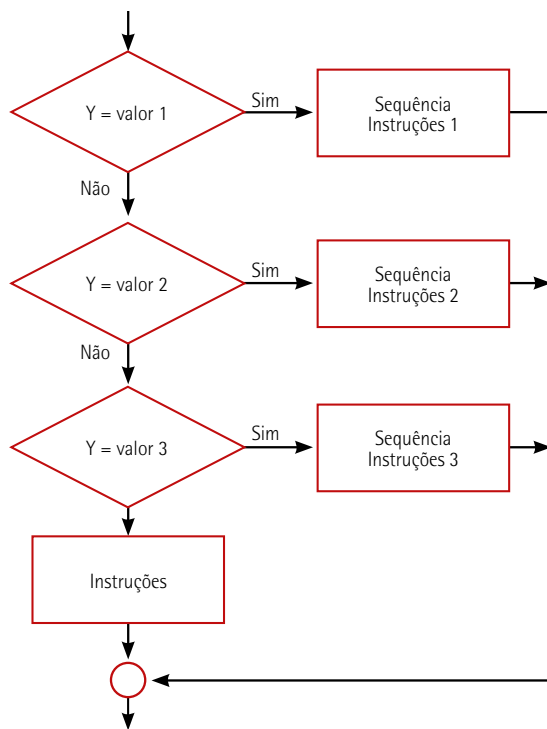 Y = valor 1
Sim
Sequência
Instruções 1
Não
Y = valor 2
Sim
Sequência
Instruções 2
Não
Y = valor 3
Sim
Sequência
Instruções 3
Instruções